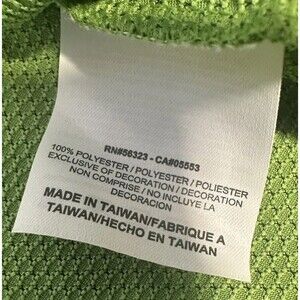 RN#56323 - CA#05553
100% POLYESTER / POLYESTER / POLIESTER
EXCLUSIVE OF DECORATION / DECORATION
NON COMPRISE / NO INCLUYE LA
DECORACION
MADE IN TAIWAN/FABRIQUE A
TAIWAN/HECHO EN TAIWAN